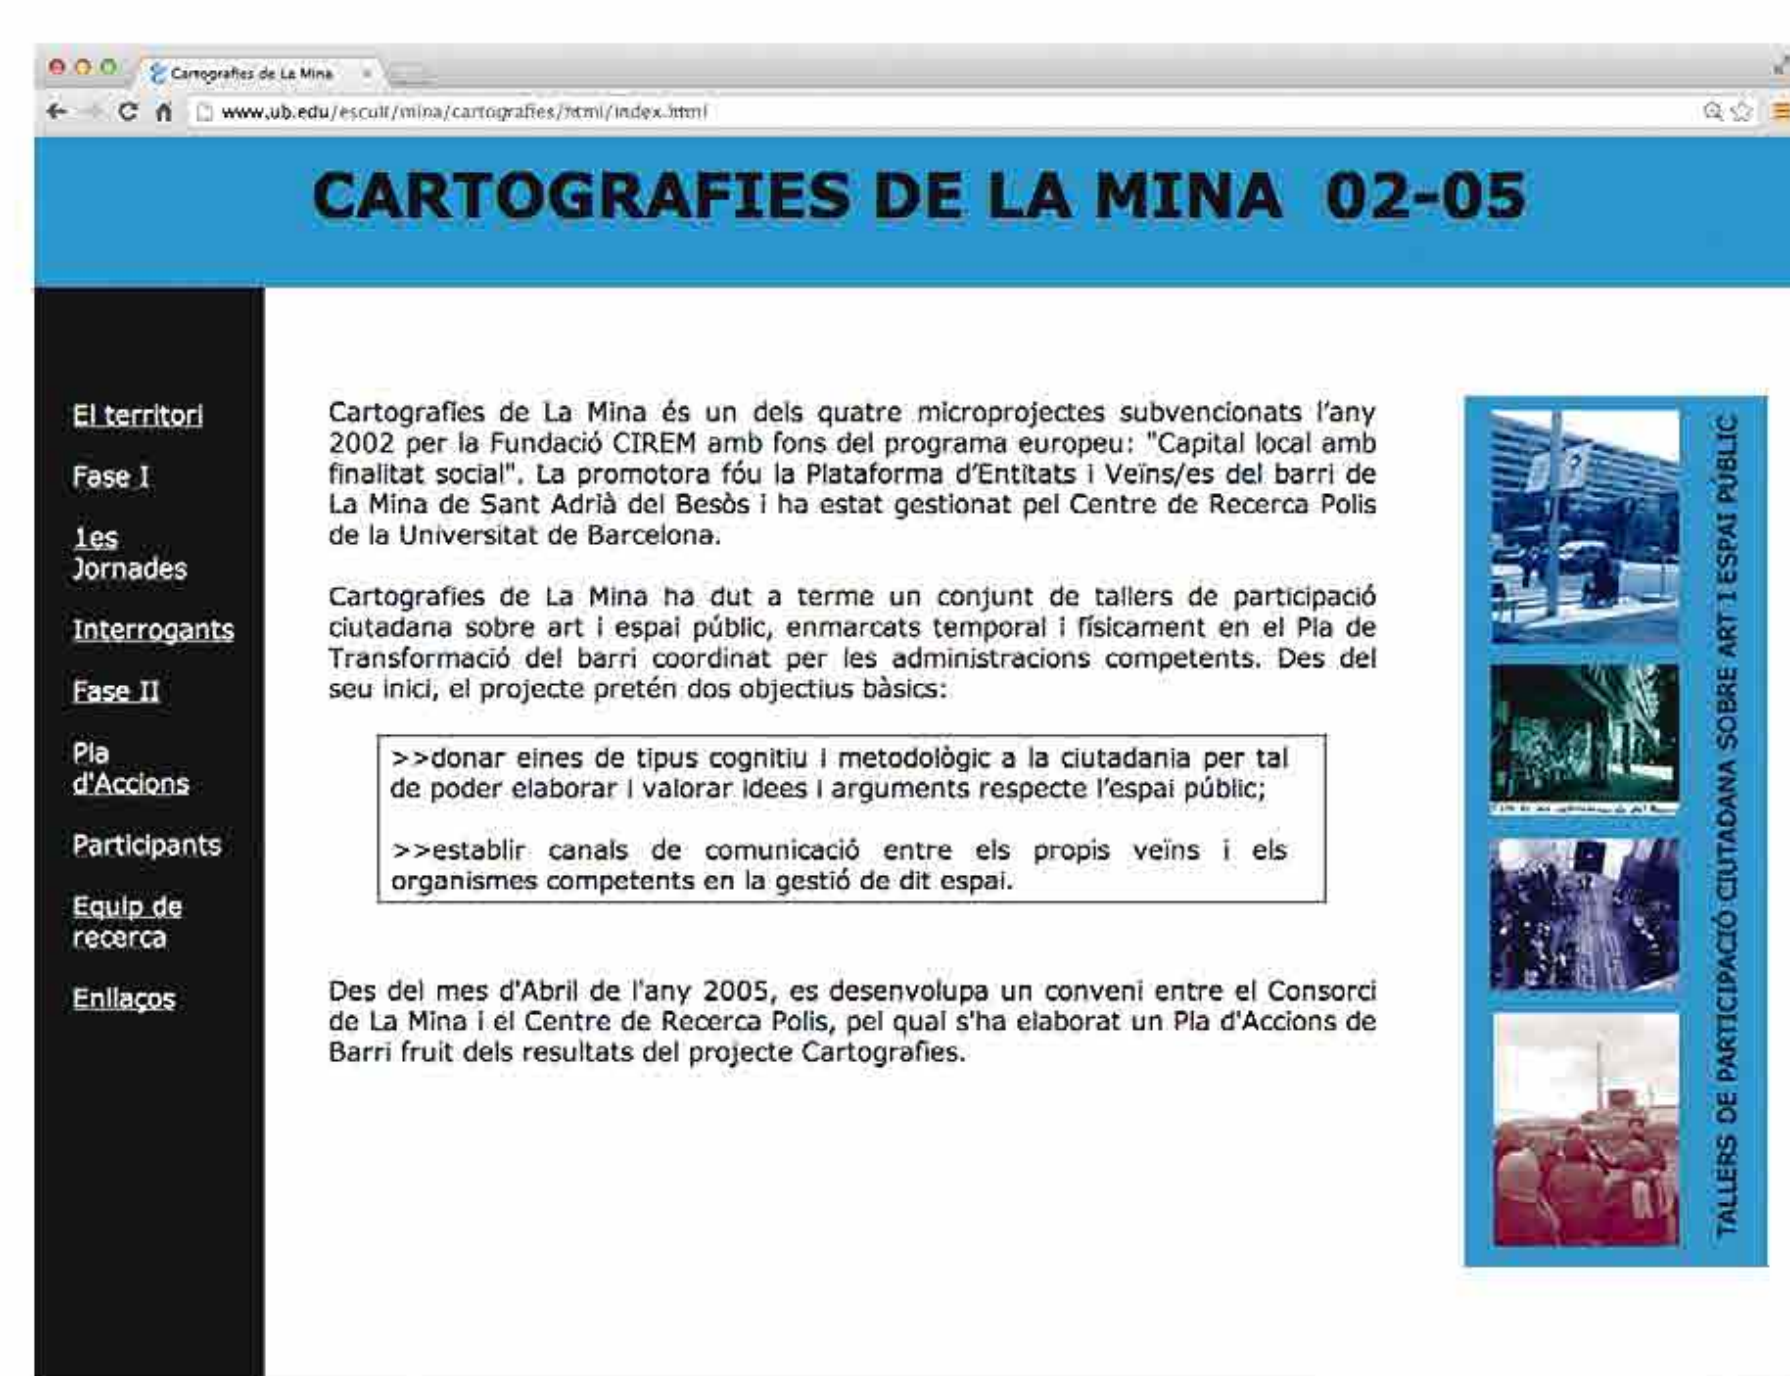 Cartografies de La Mina
www.ub.edu/escult/mina/cartografies/html/index.html
CARTOGRAFIES DE LA MINA 02-05
El territori
Fase I
1es
Jornades
Interrogants
Fase II
Pla
d'Accions
Participants
Equip de
recerca
Enllaços
Cartografies de La Mina és un dels quatre microprojectes subvencionats l'any
2002 per la Fundació CIREM amb fons del programa europeu: "Capital local amb
finalitat social". La promotora fóu la Plataforma d'Entitats i Veïns/es del barri de
La Mina de Sant Adrià del Besòs i ha estat gestionat pel Centre de Recerca Polis
de la Universitat de Barcelona.
Cartografies de La Mina ha dut a terme un conjunt de tallers de participació
ciutadana sobre art i espai públic, enmarcats temporal i físicament en el Pla de
Transformació del barri coordinat per les administracions competents. Des del
seu inici, el projecte pretén dos objectius bàsics:
>>donar eines de tipus cognitiu i metodològic a la ciutadania per tal
de poder elaborar i valorar idees i arguments respecte l'espai públic;
>>establir canals de comunicació entre els propis veïns i els
organismes competents en la gestió de dit espai.
Des del mes d'Abril de l'any 2005, es desenvolupa un conveni entre el Consorci
de La Mina i el Centre de Recerca Polis, pel qual s'ha elaborat un Pla d'Accions de
Barri fruit dels resultats del projecte Cartografies.
TALLERS DE PARTICIPACIÓ CIUTADANA SOBRE ART I ESPAI PÚBLIC